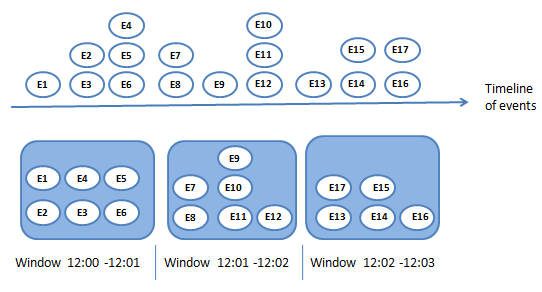 E10
E4
E15
E17
E2
E5
E7
E11
E1
E3
E6
E8
E9
E12
E13
E14
E16
Timeline
of events
E9
E1
E4
E5
E7
E10
E17
E15
E2
E3
E6
E8
E11
E12
E13
E14
E16
Window 12:00 -12:01
Window 12:01 -12:02
Window 12:02 -12:03